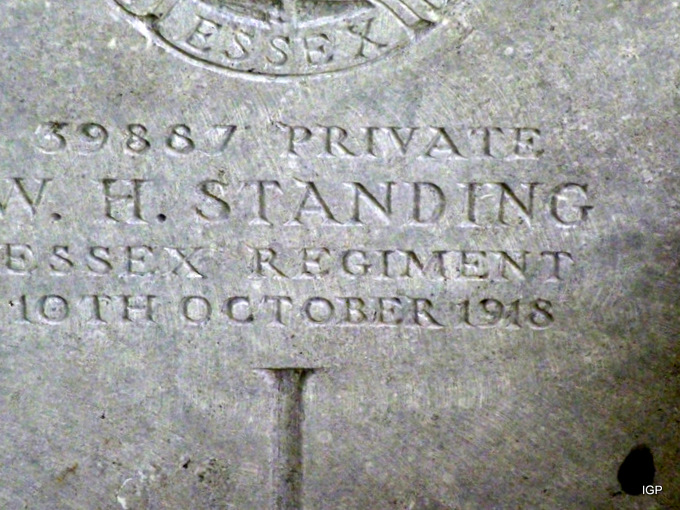 ESSEX
39887 PRIVATE
W. H. STANDING
ESSEX REGIMENT
10TH OCTOBER 1918
IGP